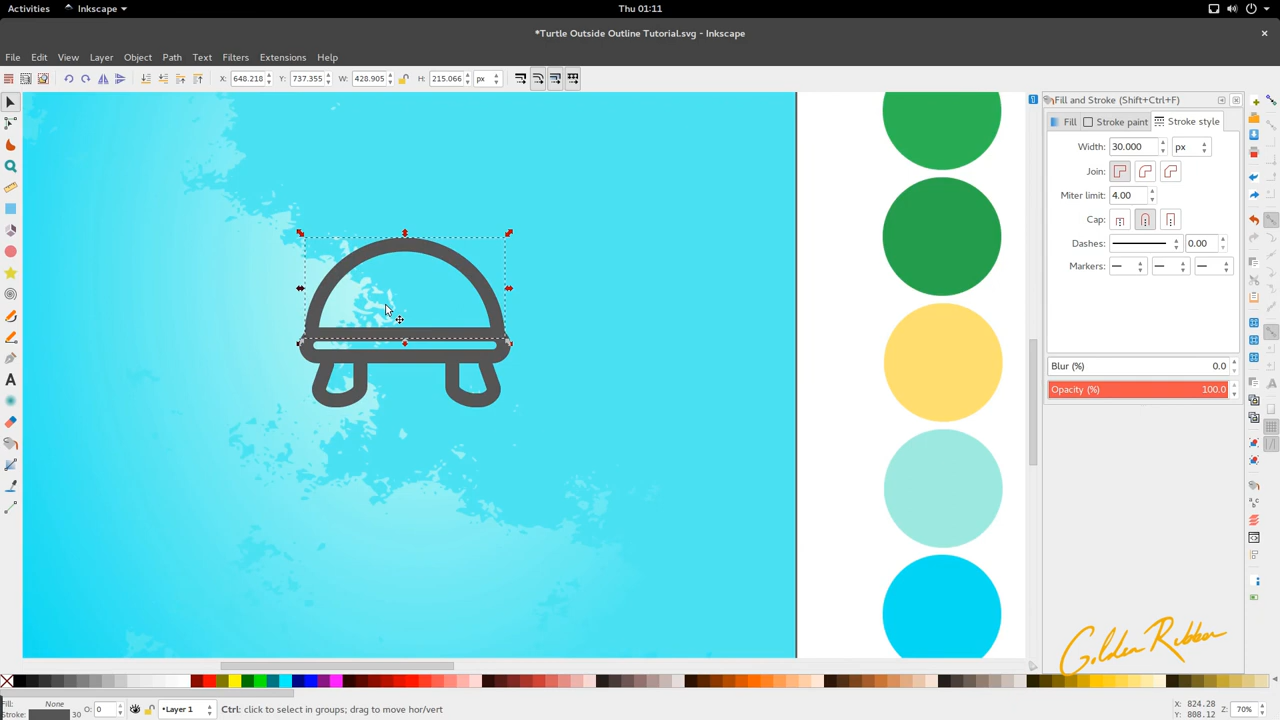 Activities Inkscape Thu 01:11
*Turtle Outside Outline Tutorial.svg - Inkscape
File Edit View Layer Object Path Text Filters Extensions Help
X: 648.218 Y: 737.355 W: 428.905 H: 215.066 px
Fill and Stroke (Shift+Ctrl+F)
Fill Stroke paint Stroke style
Width: 30.000 px
Join:
Miter limit: 4.00
Cap:
Dashes: 0.00
Markers:
Blur (%) 0.0
Opacity (%) 100.0
Golden Ribbon
Fill: None
Stroke: 30
O: 0
•Layer 1
Ctrl: click to select in groups; drag to move hor/vert
X: 824.28
Y: 808.12
Z: 70%